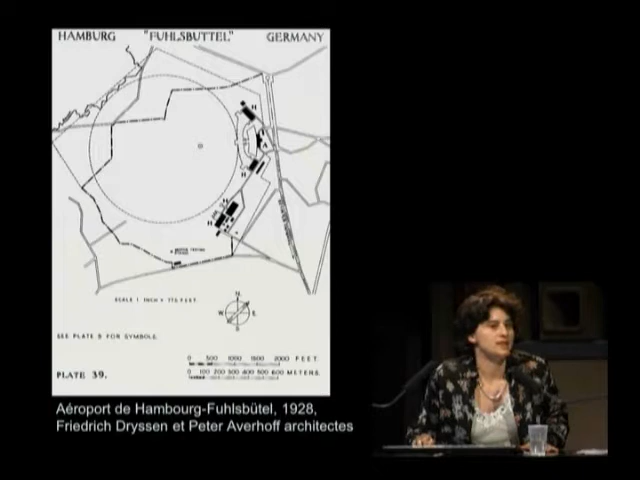 HAMBURG "FUHLSBUTTEL" GERMANY
H
H
H
H
N
W E
S
SCALE 1 INCH = 775 FEET
SEE PLATE 5 FOR SYMBOLS.
0 500 1000 1500 2000 FEET
0 100 200 300 400 500 600 METERS
PLATE 39.
Aéroport de Hambourg-Fuhlsbütel, 1928,
Friedrich Dryssen et Peter Averhoff architectes